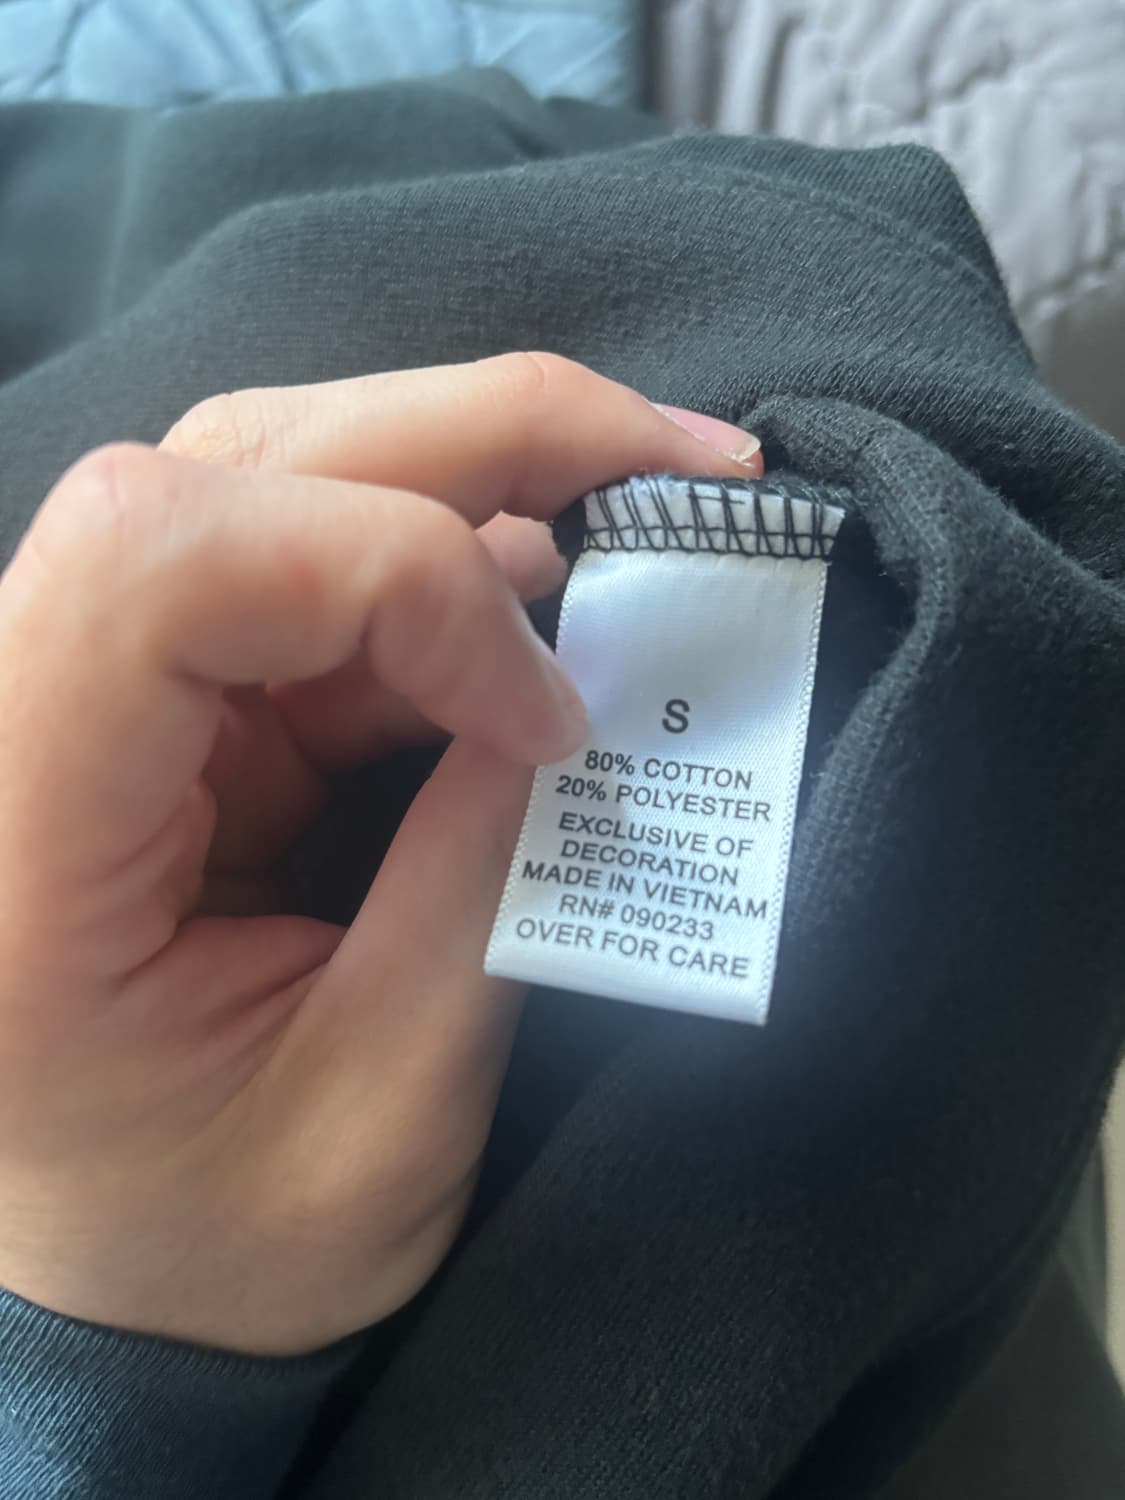 S
80% COTTON
20% POLYESTER
EXCLUSIVE OF
DECORATION
MADE IN VIETNAM
RN# 090233
OVER FOR CARE